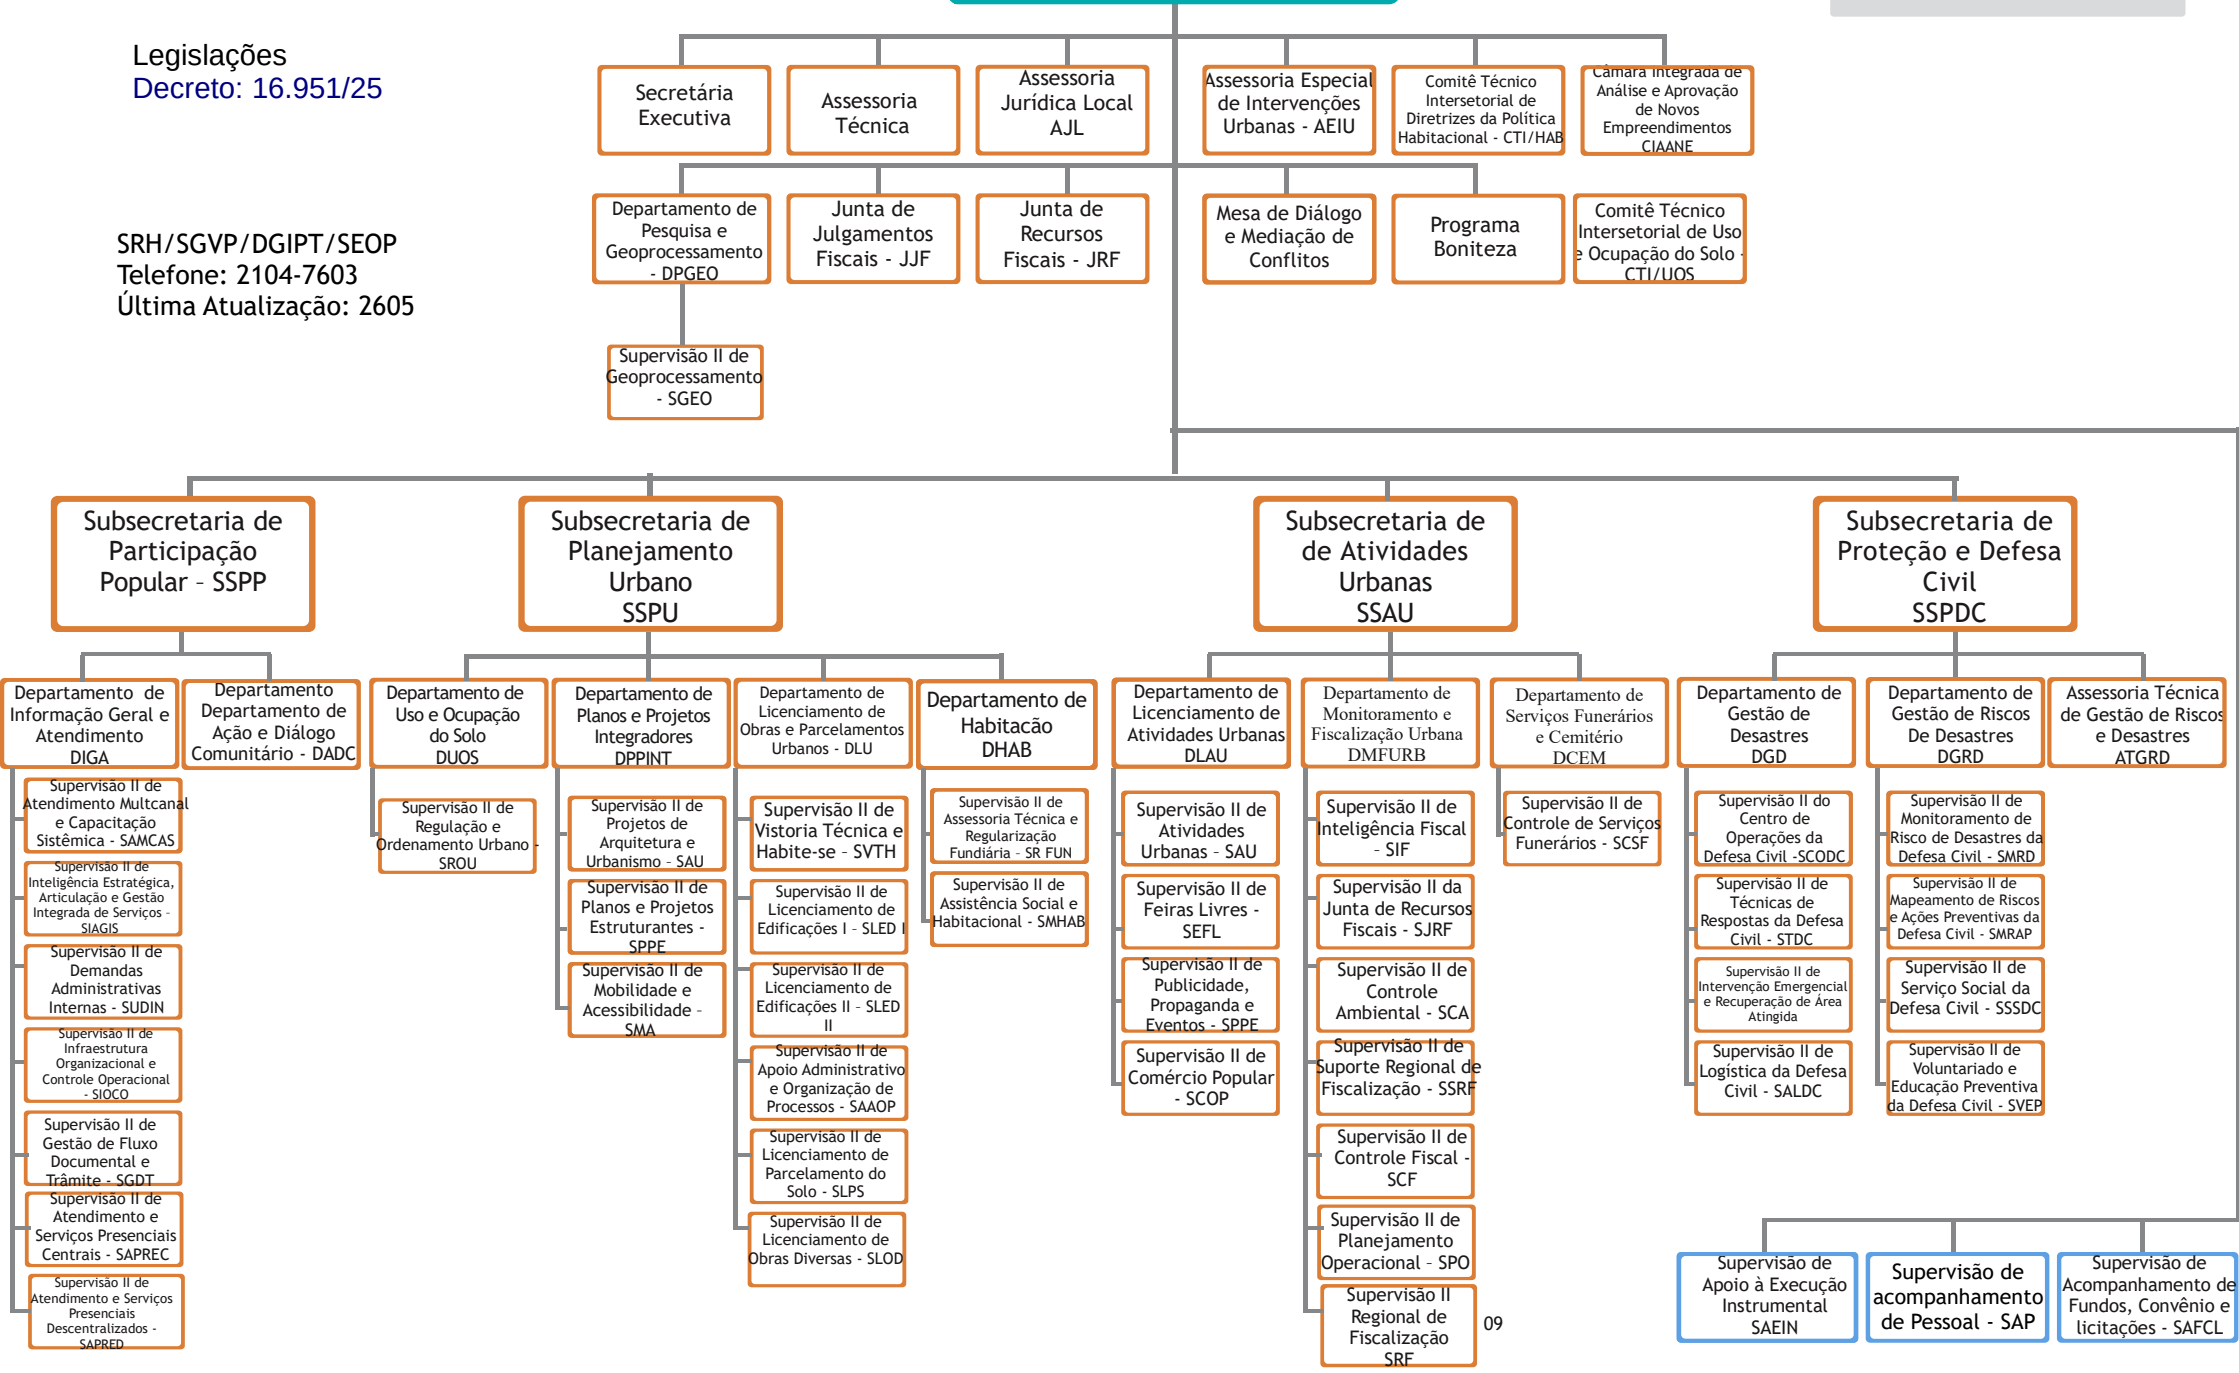 Legislações
Decreto: 16.951/25
SRH/SGVP/DGIPT/SEOP
Telefone: 2104-7603
Última Atualização: 2605
Secretária
Executiva
Assessoria
Técnica
Assessoria
Jurídica Local
AJL
Assessoria Especial
de Intervenções
Urbanas - AEIU
Comitê Técnico
Intersetorial de
Diretrizes da Política
Habitacional - CTI/HAB
Câmara Integrada de
Análise e Aprovação
de Novos
Empreendimentos
CIAANE
Departamento de
Pesquisa e
Geoprocessamento
- DPGEO
Junta de
Julgamentos
Fiscais - JJF
Junta de
Recursos
Fiscais - JRF
Mesa de Diálogo
e Mediação de
Conflitos
Programa
Boniteza
Comitê Técnico
Intersetorial de Uso
e Ocupação do Solo -
CTI/UOS
Supervisão II de
Geoprocessamento
- SGEO
Subsecretaria de
Participação
Popular – SSPP
Subsecretaria de
Planejamento
Urbano
SSPU
Subsecretaria de
de Atividades
Urbanas
SSAU
Subsecretaria de
Proteção e Defesa
Civil
SSPDC
Departamento de
Informação Geral e
Atendimento
DIGA
Departamento
Departamento de
Ação e Diálogo
Comunitário - DADC
Departamento de
Uso e Ocupação
do Solo
DUOS
Departamento de
Planos e Projetos
Integradores
DPPINT
Departamento de
Licenciamento de
Obras e Parcelamentos
Urbanos - DLU
Departamento de
Habitacão
DHAB
Departamento de
Licenciamento de
Atividades Urbanas
DLAU
Departamento de
Monitoramento e
Fiscalização Urbana
DMFURB
Departamento de
Serviços Funerários
e Cemitério
DCEM
Departamento de
Gestão de
Desastres
DGD
Departamento de
Gestão de Riscos
De Desastres
DGRD
Assessoria Técnica
de Gestão de Riscos
e Desastres
ATGRD
Supervisão II de
Atendimento Multcanal
e Capacitação
Sistêmica - SAMCAS
Supervisão II de
Inteligência Estratégica,
Articulação e Gestão
Integrada de Serviços –
SIAGIS
Supervisão II de
Demandas
Administrativas
Internas - SUDIN
Supervisão II de
Infraestrutura
Organizacional e
Controle Operacional
- SIOCO
Supervisão II de
Gestão de Fluxo
Documental e
Trâmite - SGDT
Supervisão II de
Atendimento e
Serviços Presenciais
Centrais - SAPREC
Supervisão II de
Atendimento e Serviços
Presenciais
Descentralizados -
SAPRED
Supervisão II de
Regulação e
Ordenamento Urbano -
SROU
Supervisão II de
Projetos de
Arquitetura e
Urbanismo – SAU
Supervisão II de
Planos e Projetos
Estruturantes -
SPPE
Supervisão II de
Mobilidade e
Acessibilidade –
SMA
Supervisão II de
Vistoria Técnica e
Habite-se – SVTH
Supervisão II de
Licenciamento de
Edificações I – SLED I
Supervisão II de
Licenciamento de
Edificações II – SLED
II
Supervisão II de
Apoio Administrativo
e Organização de
Processos - SAAOP
Supervisão II de
Licenciamento de
Parcelamento do
Solo - SLPS
Supervisão II de
Licenciamento de
Obras Diversas - SLOD
Supervisão II de
Assessoria Técnica e
Regularização
Fundiária – SR FUN
Supervisão II de
Assistência Social e
Habitacional - SMHAB
Supervisão II de
Atividades
Urbanas – SAU
Supervisão II de
Feiras Livres -
SEFL
Supervisão II de
Publicidade,
Propaganda e
Eventos - SPPE
Supervisão II de
Comércio Popular
- SCOP
Supervisão II de
Inteligência Fiscal
– SIF
Supervisão II da
Junta de Recursos
Fiscais - SJRF
Supervisão II de
Controle
Ambiental - SCA
Supervisão II de
Suporte Regional de
Fiscalização - SSRF
Supervisão II de
Controle Fiscal -
SCF
Supervisão II de
Planejamento
Operacional – SPO
Supervisão II
Regional de
Fiscalização
SRF
09
Supervisão II de
Controle de Serviços
Funerários - SCSF
Supervisão II do
Centro de
Operações da
Defesa Civil -SCODC
Supervisão II de
Técnicas de
Respostas da Defesa
Civil - STDC
Supervisão II de
Intervenção Emergencial
e Recuperação de Área
Atingida
Supervisão II de
Logística da Defesa
Civil - SALDC
Supervisão II de
Monitoramento de
Risco de Desastres da
Defesa Civil - SMRD
Supervisão II de
Mapeamento de Riscos
e Ações Preventivas da
Defesa Civil - SMRAP
Supervisão II de
Serviço Social da
Defesa Civil - SSSDC
Supervisão II de
Voluntariado e
Educação Preventiva
da Defesa Civil - SVEP
Supervisão de
Apoio à Execução
Instrumental
SAEIN
Supervisão de
acompanhamento
de Pessoal - SAP
Supervisão de
Acompanhamento de
Fundos, Convênio e
licitações - SAFCL